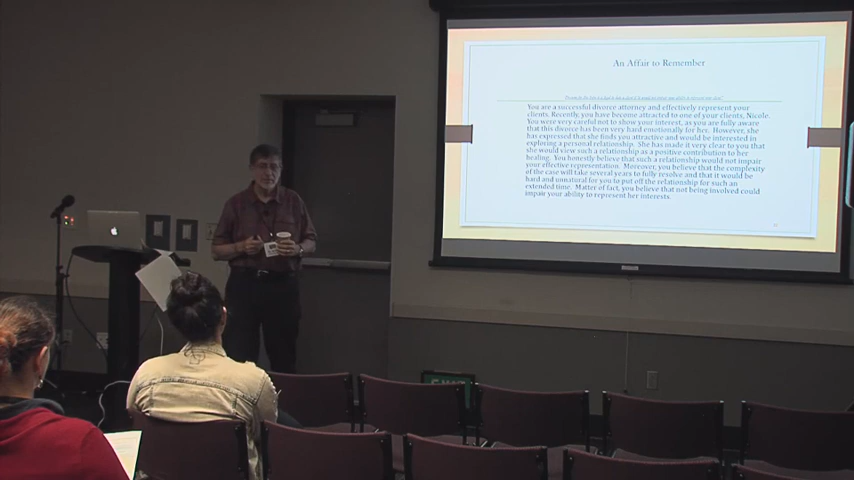 An Affair to Remember
You are a successful divorce attorney and effectively represent your
clients. Recently, you have become attracted to one of your clients, Nicole.
You were very careful not to show your interest, as you are fully aware
that this divorce has been very hard emotionally for her. However, she
has expressed that she finds you attractive and would be interested in
exploring a personal relationship. She has made it very clear to you that
she would view such a relationship as a positive contribution to her
healing. You honestly believe that such a relationship would not impair
your effective representation. Moreover, you believe that the complexity
of the case will take several years to fully resolve and that it would be
hard and unnatural for you to put off the relationship for such an
extended time. Matter of fact, you believe that not being involved could
impair your ability to represent her interests.